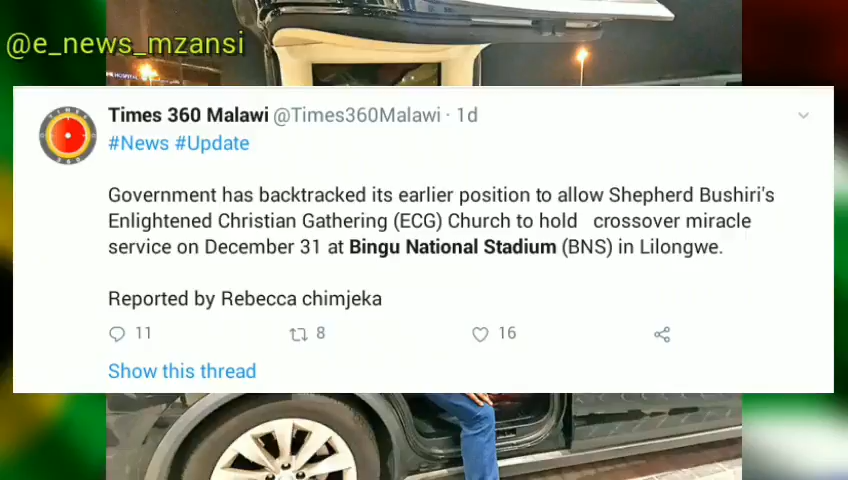 @e_news_mzansi
HOSPITAL
Times 360 Malawi @Times360Malawi · 1d
#News #Update
Government has backtracked its earlier position to allow Shepherd Bushiri's
Enlightened Christian Gathering (ECG) Church to hold crossover miracle
service on December 31 at Bingu National Stadium (BNS) in Lilongwe.
Reported by Rebecca chimjeka
11 8 16
Show this thread